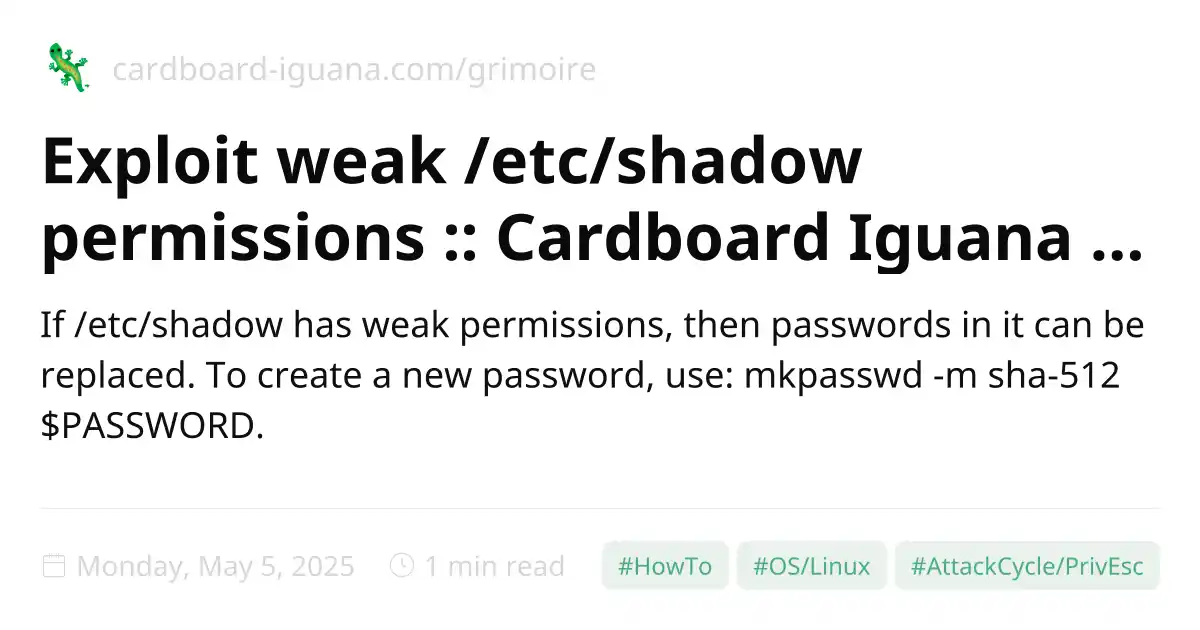 cardboard-iguana.com/grimoire
Exploit weak /etc/shadow
permissions :: Cardboard Iguana ...
If /etc/shadow has weak permissions, then passwords in it can be
replaced. To create a new password, use: mkpasswd -m sha-512
$PASSWORD.
Monday, May 5, 2025 1 min read #HowTo #OS/Linux #AttackCycle/PrivEsc